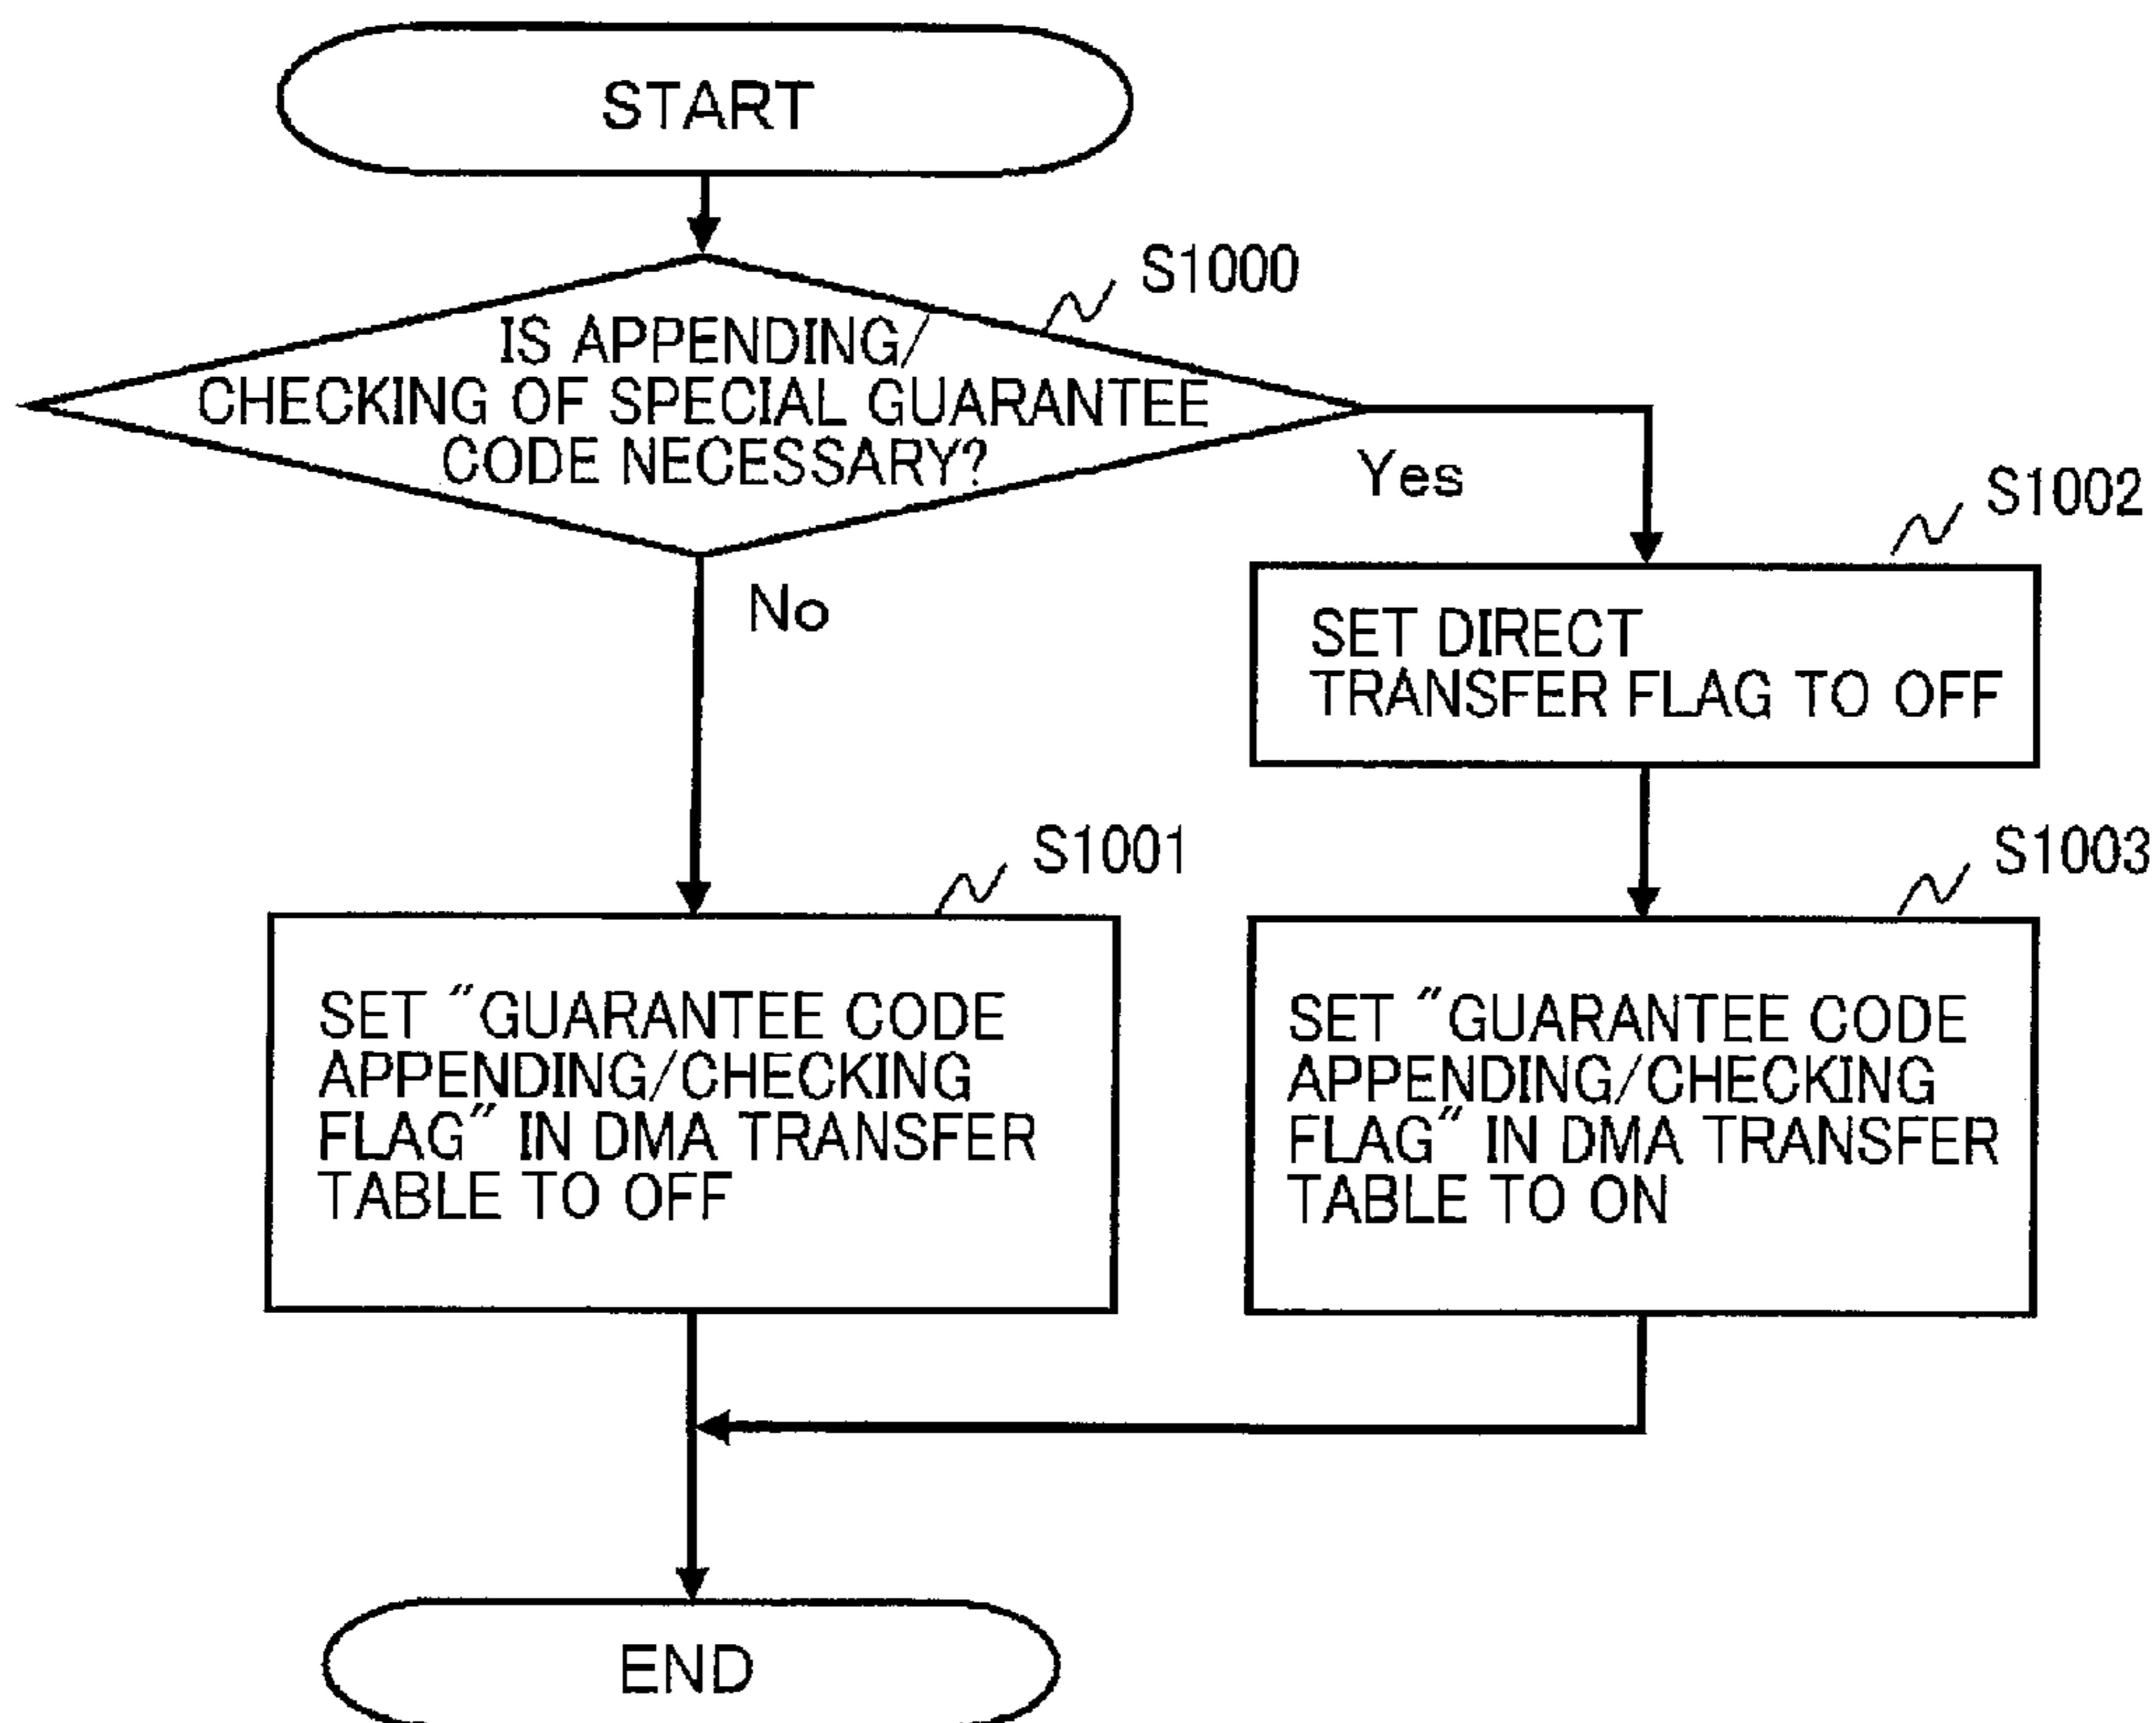 START
S1000
IS APPENDING/
CHECKING OF SPECIAL GUARANTEE
CODE NECESSARY?
Yes
No
S1002
SET DIRECT
TRANSFER FLAG TO OFF
S1001
SET "GUARANTEE CODE
APPENDING/CHECKING
FLAG" IN DMA TRANSFER
TABLE TO OFF
S1003
SET "GUARANTEE CODE
APPENDING/CHECKING
FLAG" IN DMA TRANSFER
TABLE TO ON
END